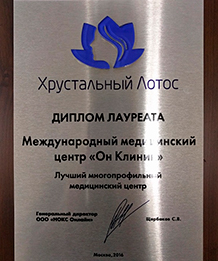 Хрустальный Лотос
ДИПЛОМ ЛАУРЕАТА
Международный медицинский
центр «Он Клиник»
Лучший многопрофильный
медицинский центр
Генеральный директор
ООО «НОКС Онлайн»
Щербаков С.В.
Москва, 2016